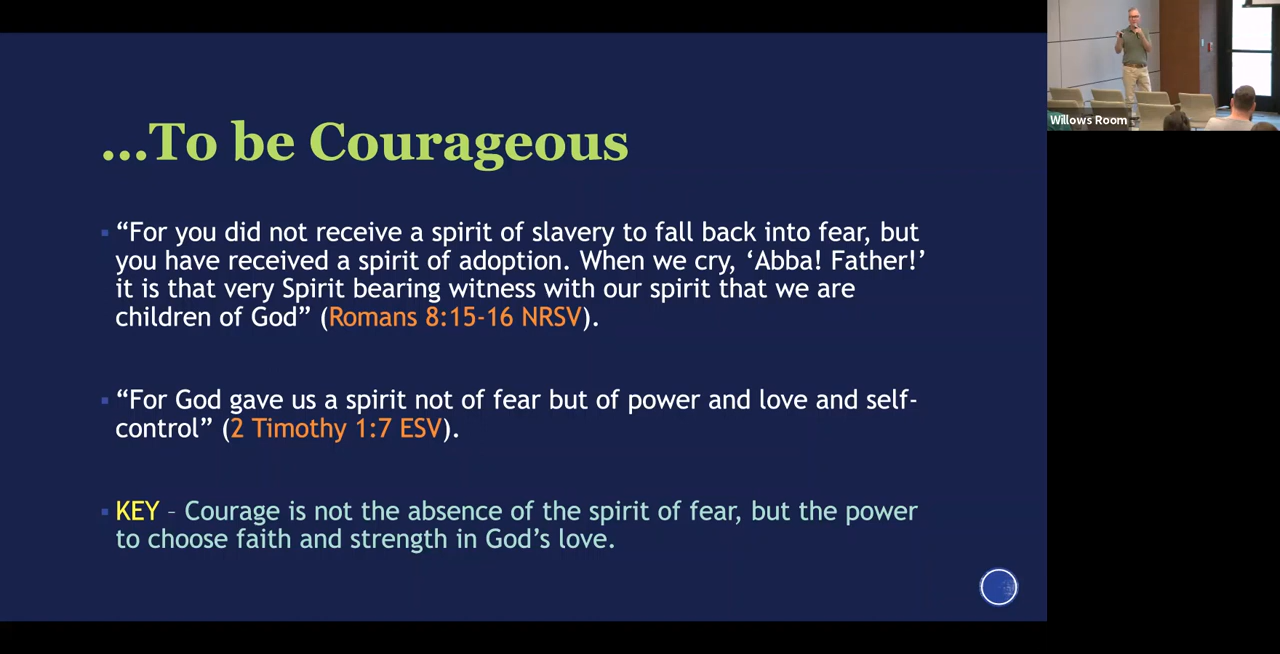 ...To be Courageous
“For you did not receive a spirit of slavery to fall back into fear, but
you have received a spirit of adoption. When we cry, ‘Abba! Father!’
it is that very Spirit bearing witness with our spirit that we are
children of God” (Romans 8:15-16 NRSV).
“For God gave us a spirit not of fear but of power and love and self-
control” (2 Timothy 1:7 ESV).
KEY – Courage is not the absence of the spirit of fear, but the power
to choose faith and strength in God’s love.
Willows Room